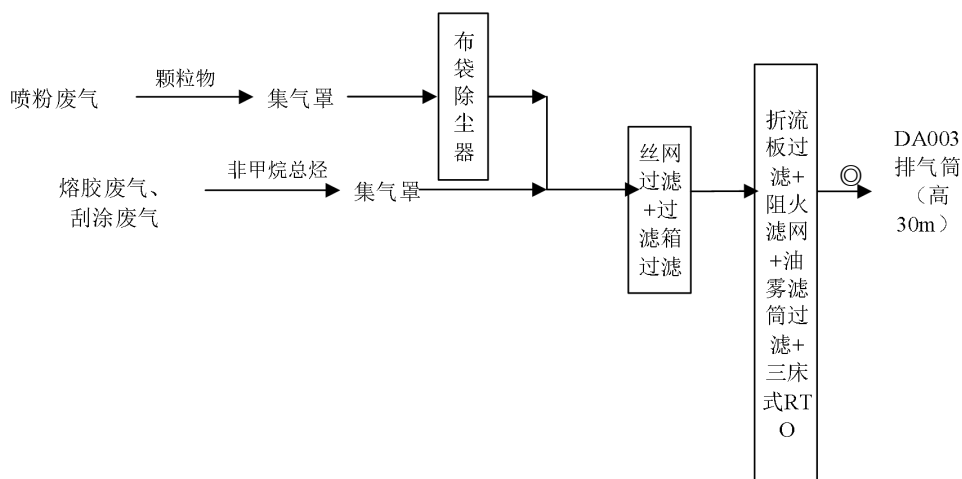 喷粉废气
颗粒物
集气罩
布
袋
除
尘
器
熔胶废气、
刮涂废气
非甲烷总烃
集气罩
丝网
过滤
+过
滤箱
过滤
折流
板过
滤+
阻火
滤网
+油
雾滤
筒过
滤+
三床
式RT
O
◎
DA003
排气筒
（高
30m）